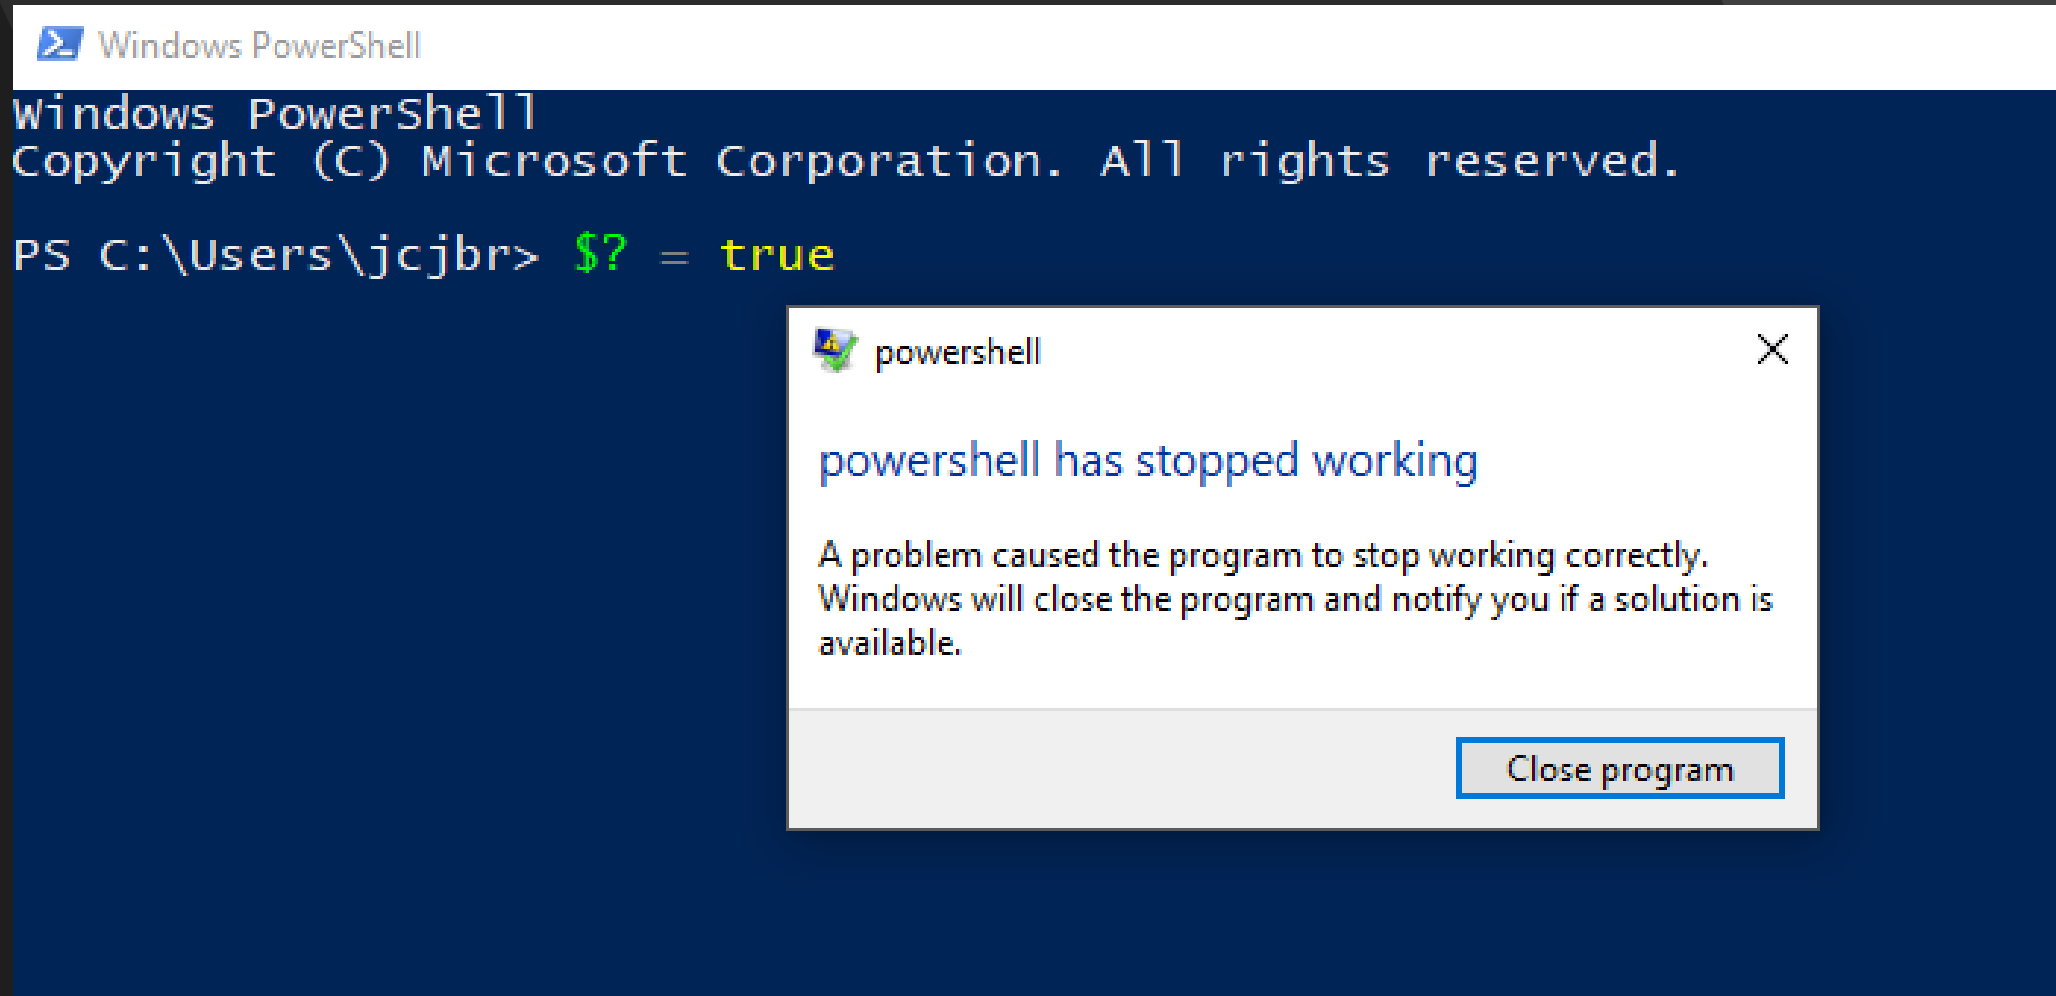 Windows PowerShell
Windows PowerShell
Copyright (C) Microsoft Corporation. All rights reserved.
PS C:\Users\jcjbr> $? = true
powershell
powershell has stopped working
A problem caused the program to stop working correctly.
Windows will close the program and notify you if a solution is
available.
Close program